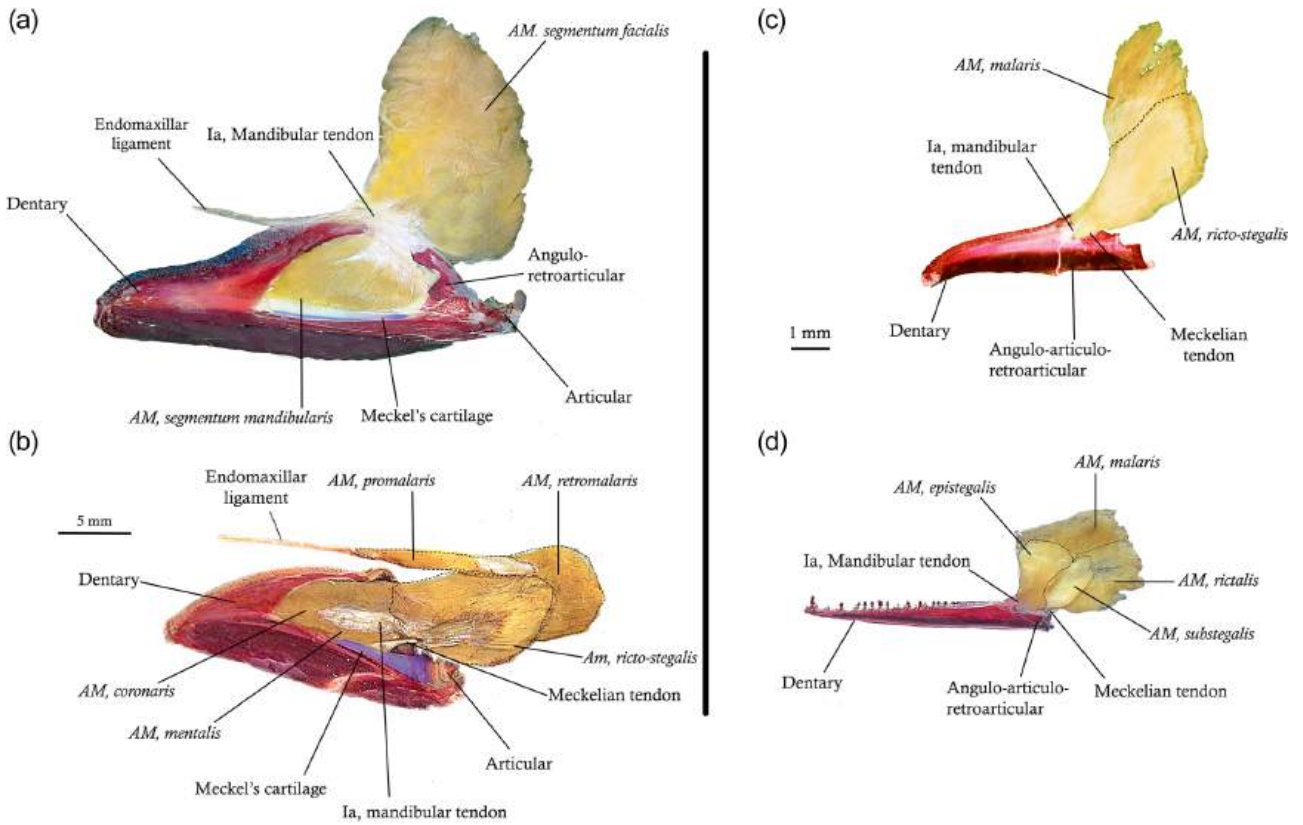 (a)
AM. segmentum facialis
Endomaxillar
ligament
Ia, Mandibular tendon
Dentary
Angulo-
retroarticular
AM, segmentum mandibularis
Meckel's cartilage
Articular
(b)
Endomaxillar
ligament
AM, promalaris
AM, retromalaris
5 mm
Dentary
Am, ricto-stegalis
AM, coronaris
Meckelian tendon
AM, mentalis
Articular
Meckel's cartilage
Ia, mandibular tendon
(c)
AM, malaris
Ia, mandibular
tendon
AM, ricto-stegalis
1 mm
Dentary
Angulo-articulo-
retroarticular
Meckelian
tendon
(d)
AM, malaris
AM, epistegalis
Ia, Mandibular tendon
AM, rictalis
AM, substegalis
Dentary
Angulo-articulo-
retroarticular
Meckelian tendon